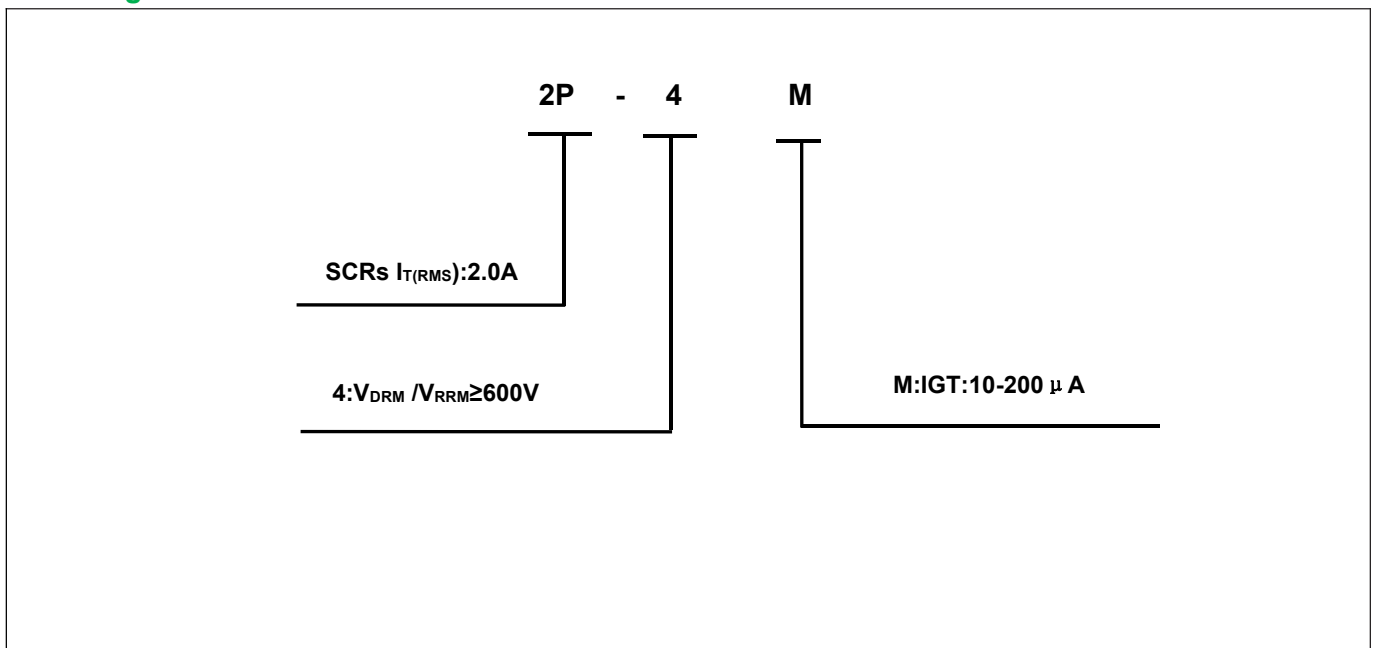 2P - 4 M
SCRs IT(RMS):2.0A
4:VDRM /VRRM≥600V
M:IGT:10-200 μ A